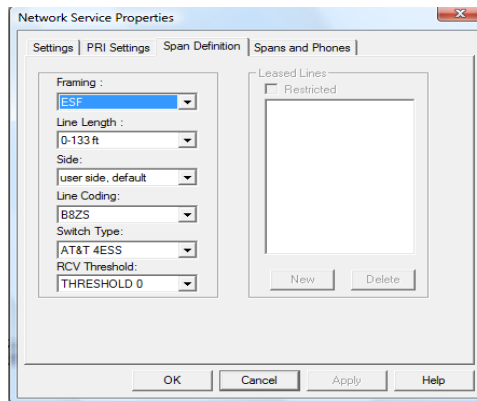 Network Service Properties
Settings PRI Settings Span Definition Spans and Phones
Framing :
ESF
Line Length :
0-133 ft
Side:
user side, default
Line Coding:
B8ZS
Switch Type:
AT&T 4ESS
RCV Threshold:
THRESHOLD 0
Leased Lines
Restricted
New Delete
OK Cancel Apply Help